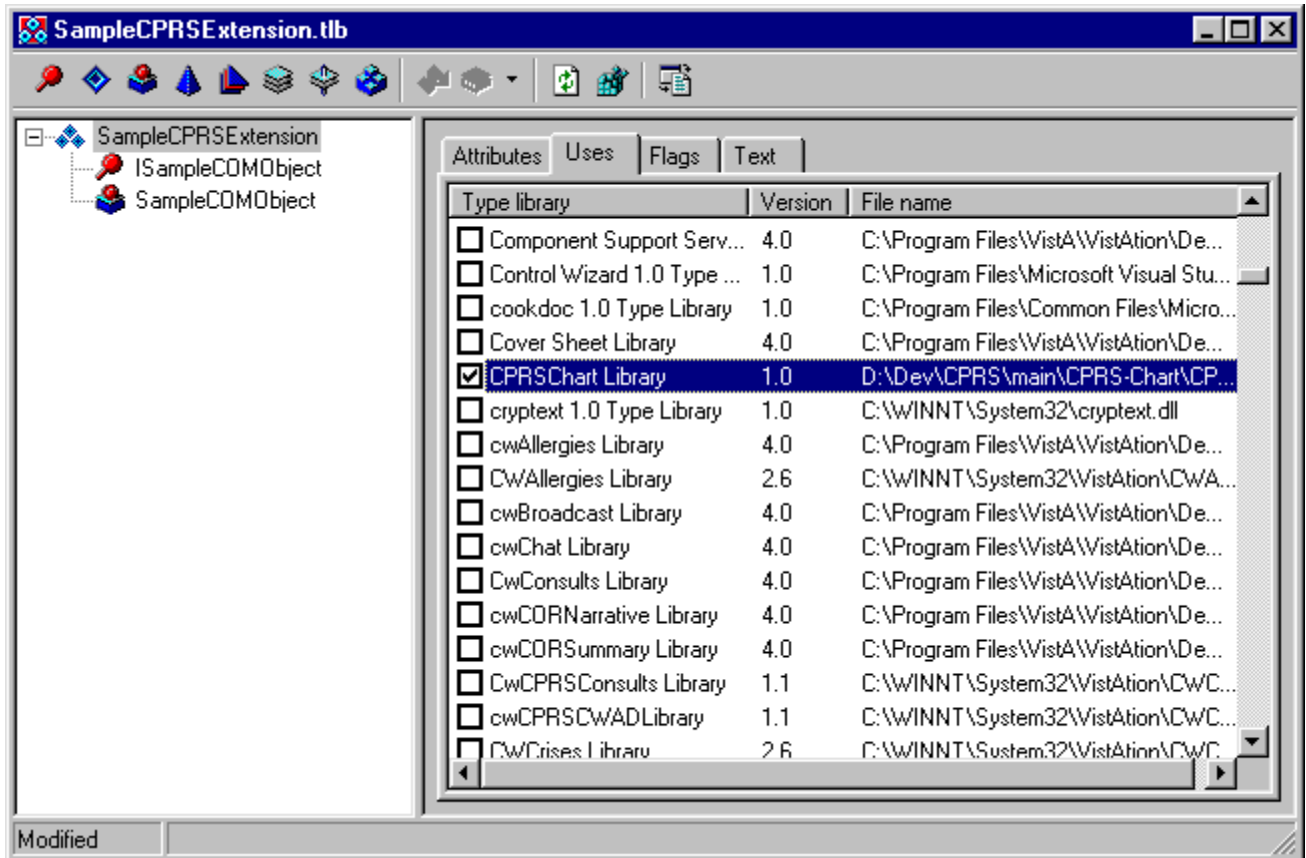 SampleCPRSExtension.tlb
SampleCPRSExtension
ISampleCOMObject
SampleCOMObject
Attributes Uses Flags Text
Type library Version File name
Component Support Serv... 4.0 C:\Program Files\VistA\VistAtion\De...
Control Wizard 1.0 Type ... 1.0 C:\Program Files\Microsoft Visual Stu...
cookdoc 1.0 Type Library 1.0 C:\Program Files\Common Files\Micro...
Cover Sheet Library 4.0 C:\Program Files\VistA\VistAtion\De...
CPRSChart Library 1.0 D:\Dev\CPRS\main\CPRS-Chart\CP...
cryptext 1.0 Type Library 1.0 C:\WINNT\System32\cryptext.dll
cwAllergies Library 4.0 C:\Program Files\VistA\VistAtion\De...
CWAllergies Library 2.6 C:\WINNT\System32\VistAtion\CWA...
cwBroadcast Library 4.0 C:\Program Files\VistA\VistAtion\De...
cwChat Library 4.0 C:\Program Files\VistA\VistAtion\De...
CwConsults Library 4.0 C:\Program Files\VistA\VistAtion\De...
cwCORNarrative Library 4.0 C:\Program Files\VistA\VistAtion\De...
cwCORSummary Library 4.0 C:\Program Files\VistA\VistAtion\De...
CwCPRSConsults Library 1.1 C:\WINNT\System32\VistAtion\CWC...
cwCPRSCWADLibrary 1.1 C:\WINNT\System32\VistAtion\CWC...
CWCrises Library 2.6 C:\WINNT\System32\VistAtion\CWC
Modified